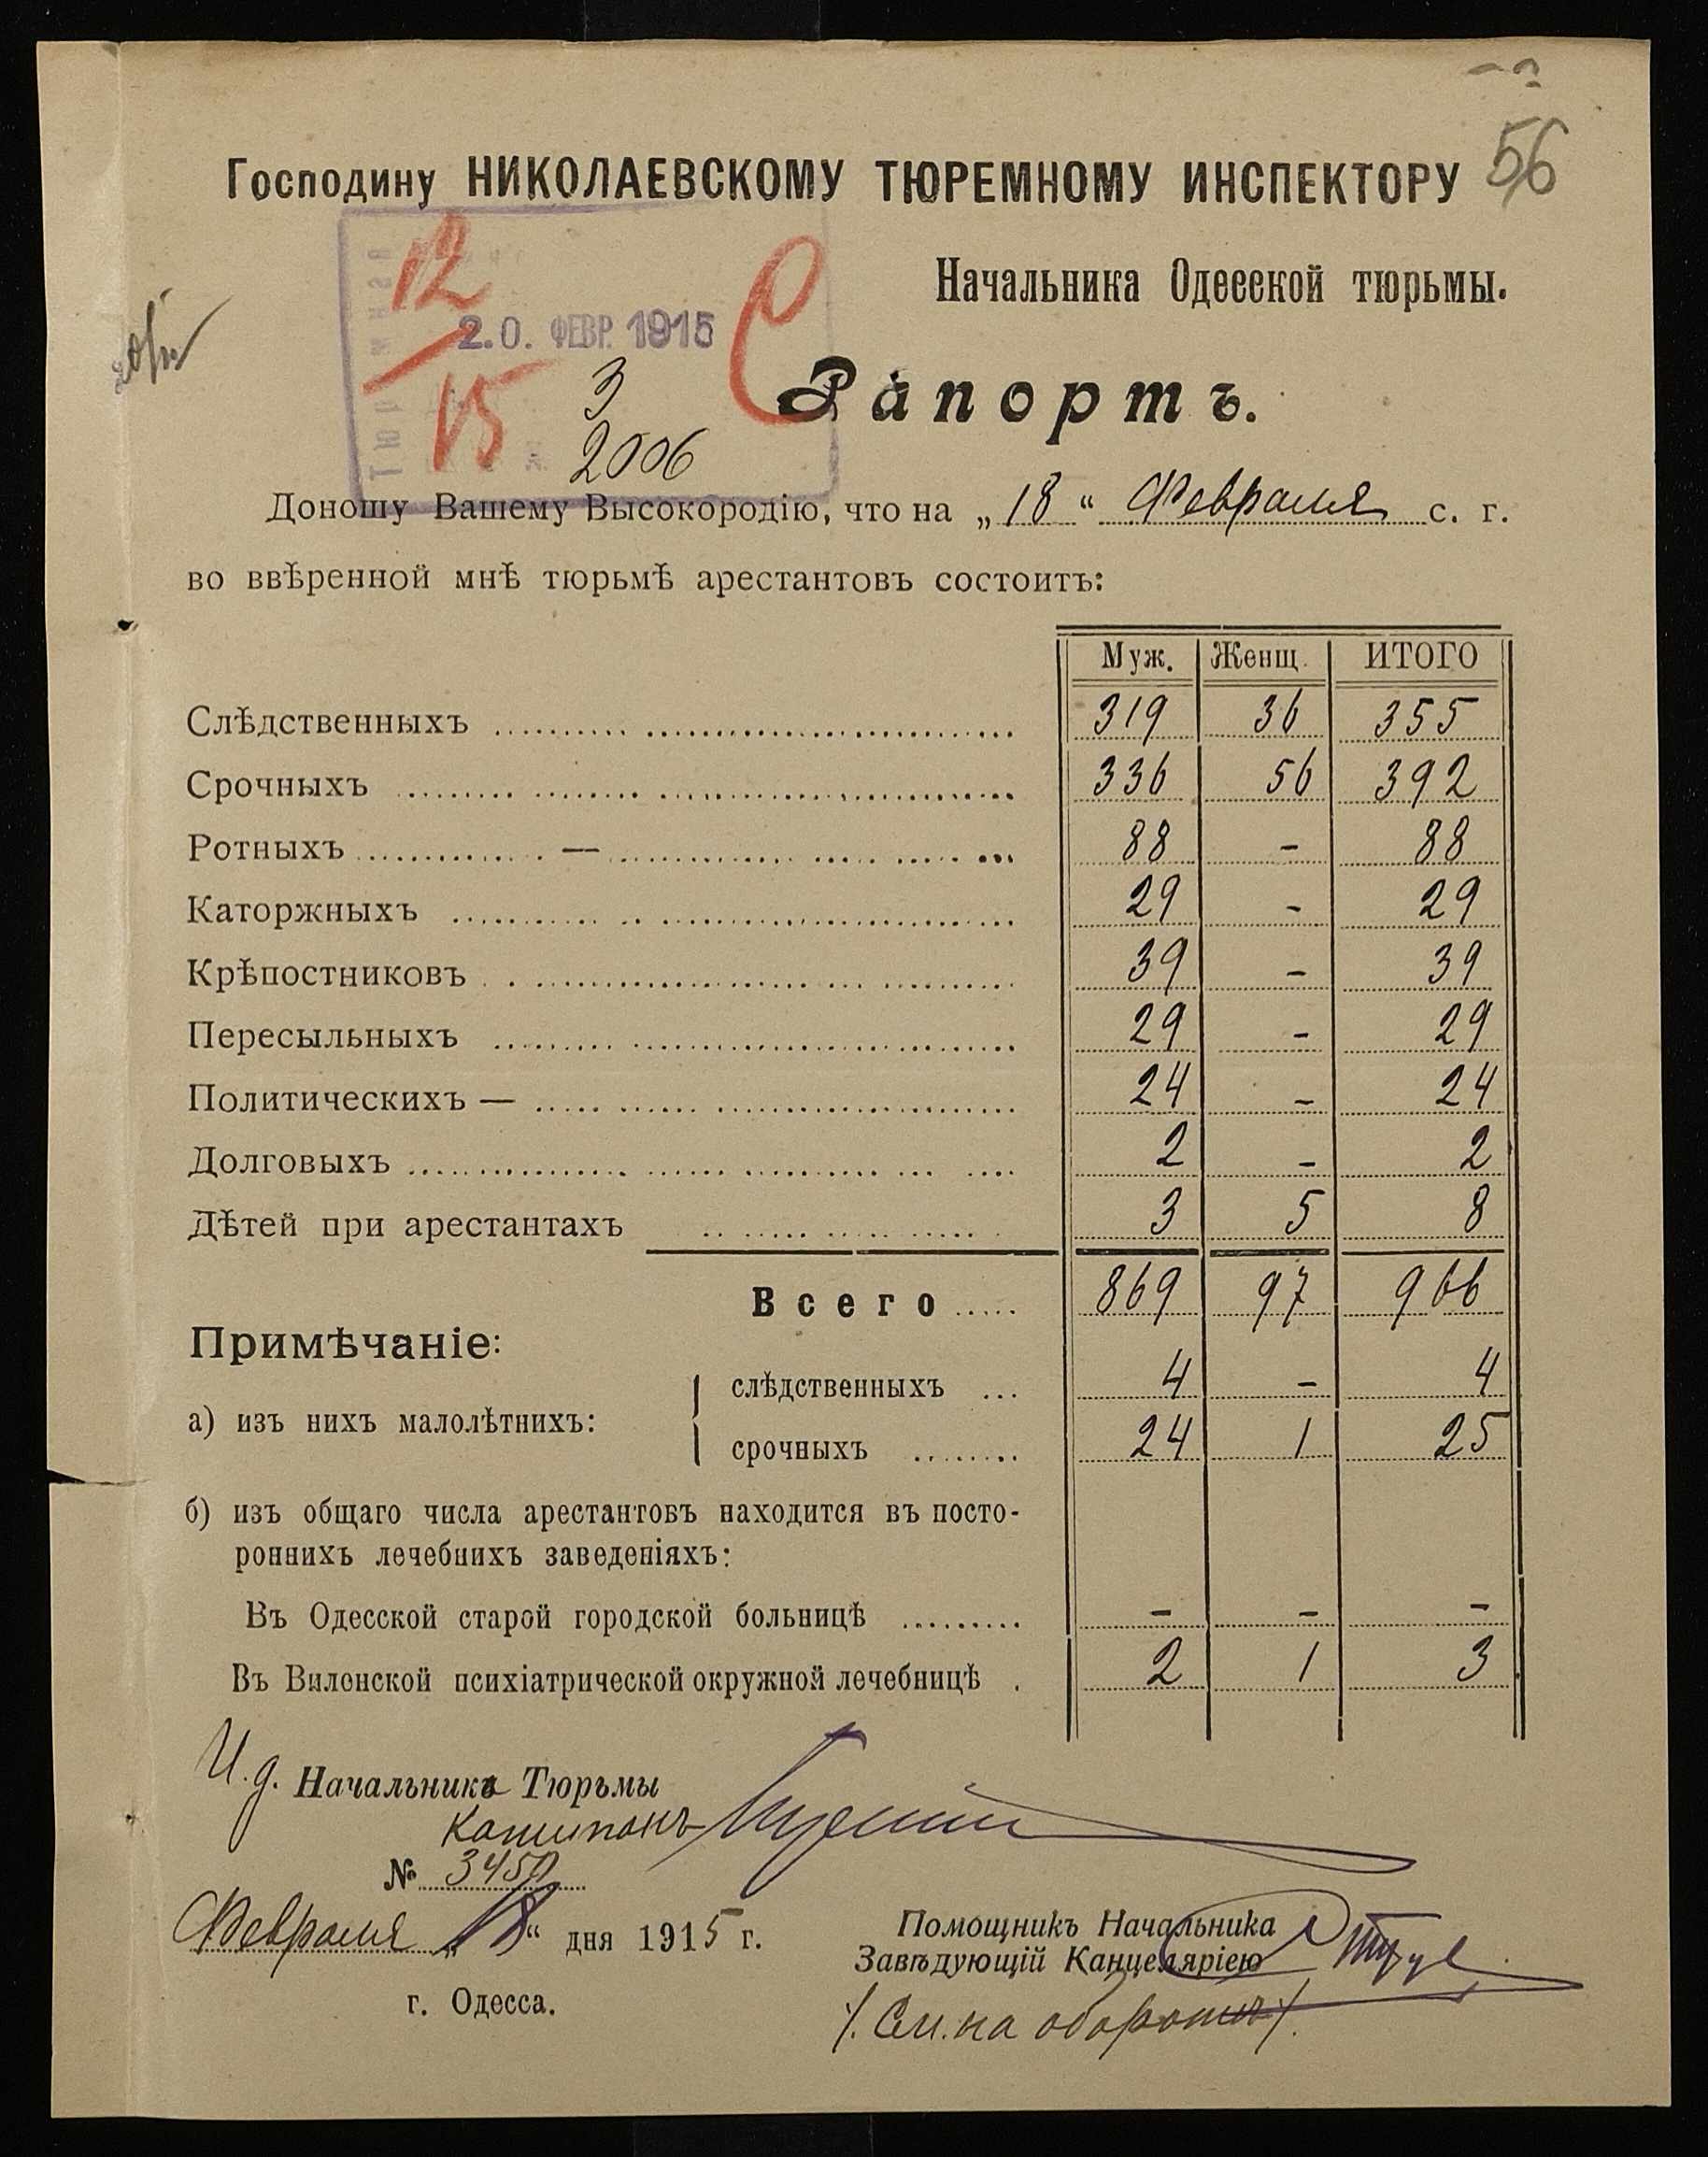 56
Господину НИКОЛАЕВСКОМУ ТЮРЕМНОМУ ИНСПЕКТОРУ
Начальника Одесской тюрьмы.
12
20. ФЕВР. 1915
15
С
3
2006
Рапортъ.
Доношу Вашему Высокородію, что на „18“ Февраля с. г.
во ввѣренной мнѣ тюрьмѣ арестантовъ состоитъ:
Муж. Женщ. ИТОГО
Слѣдственныхъ 319 36 355
Срочныхъ 336 56 392
Ротныхъ — 88 - 88
Каторжныхъ 29 - 29
Крѣпостниковъ 39 - 39
Пересыльныхъ 29 - 29
Политическихъ — 24 - 24
Долговыхъ 2 - 2
Дѣтей при арестантахъ 3 5 8
Всего 869 97 966
Примѣчаніе:
слѣдственныхъ 4 - 4
а) изъ нихъ малолѣтнихъ:
срочныхъ 24 1 25
б) изъ общаго числа арестантовъ находится въ посто-
роннихъ лечебнихъ заведеніяхъ:
Въ Одесской старой городской больницѣ - - -
Въ Виленской психіатрической окружной лечебницѣ 2 1 3
И.д. Начальника Тюрьмы
Капитанъ
№ 3450
Февраля „18“ дня 1915 г.
Помощникъ Начальника
Завѣдующій Канцеляріею
г. Одесса.
/. См. на оборотѣ /.